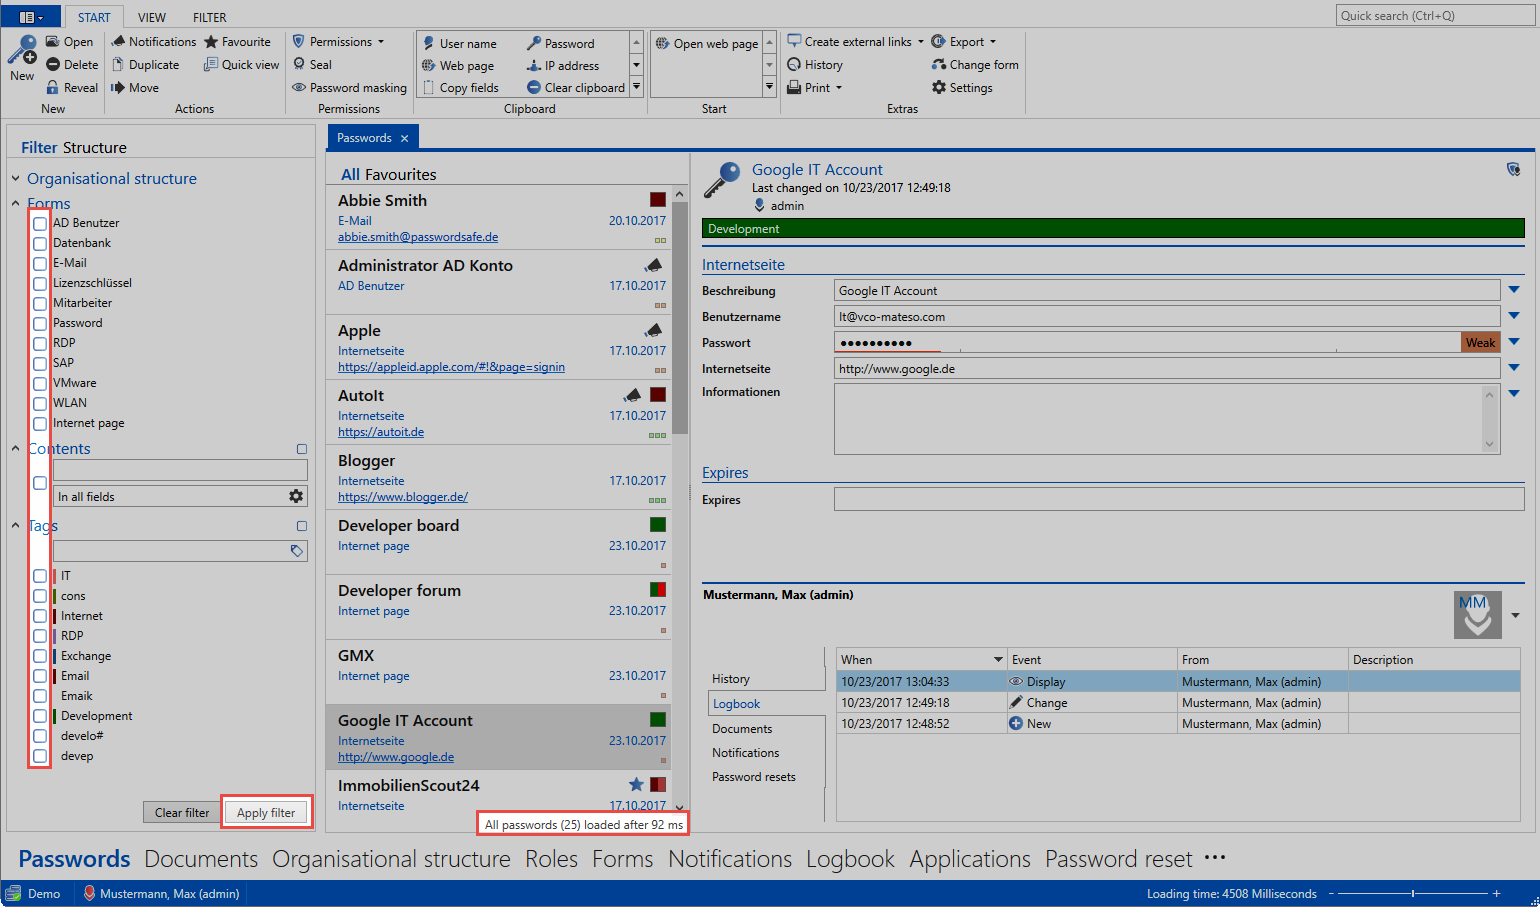 START VIEW FILTER
Quick search (Ctrl+Q)
New
Open
Delete
Reveal
New
Notifications
Duplicate
Move
Favourite
Quick view
Actions
Permissions
Seal
Password masking
Permissions
User name
Web page
Copy fields
Password
IP address
Clear clipboard
Clipboard
Open web page
Start
Create external links
History
Print
Export
Change form
Settings
Extras
Filter Structure
Organisational structure
Forms
AD Benutzer
Datenbank
E-Mail
Lizenzschlüssel
Mitarbeiter
Password
RDP
SAP
VMware
WLAN
Internet page
Contents
In all fields
Tags
IT
cons
Internet
RDP
Exchange
Email
Emaik
Development
develo#
devep
Clear filter
Apply filter
Passwords
All Favourites
Abbie Smith
E-Mail 20.10.2017
abbie.smith@passwordsafe.de
Administrator AD Konto
AD Benutzer 17.10.2017
Apple
Internetseite 17.10.2017
https://appleid.apple.com/#!&page=signin
AutoIt
Internetseite 17.10.2017
https://autoit.de
Blogger
Internetseite 17.10.2017
https://www.blogger.de/
Developer board
Internet page 23.10.2017
Developer forum
Internet page 23.10.2017
GMX
Internet page 23.10.2017
Google IT Account
Internetseite 23.10.2017
http://www.google.de
ImmobilienScout24
Internetseite 17.10.2017
All passwords (25) loaded after 92 ms
Google IT Account
Last changed on 10/23/2017 12:49:18
admin
Development
Internetseite
Beschreibung Google IT Account
Benutzername lt@vco-mateso.com
Passwort ●●●●●●●●●● Weak
Internetseite http://www.google.de
Informationen
Expires
Expires
Mustermann, Max (admin)
MM
History
Logbook
Documents
Notifications
Password resets
When Event From Description
10/23/2017 13:04:33 Display Mustermann, Max (admin)
10/23/2017 12:49:18 Change Mustermann, Max (admin)
10/23/2017 12:48:52 New Mustermann, Max (admin)
Passwords Documents Organisational structure Roles Forms Notifications Logbook Applications Password reset ···
Demo Mustermann, Max (admin) Loading time: 4508 Milliseconds - +